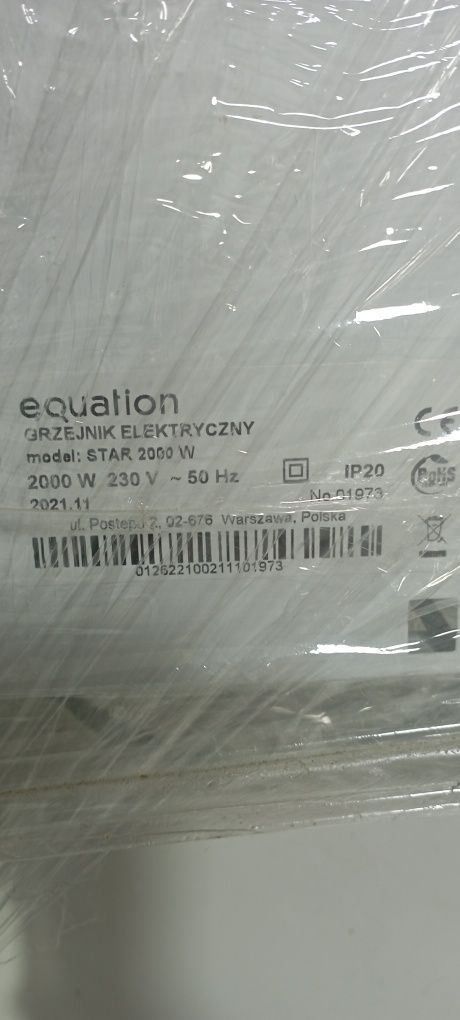 equation
GRZEJNIK ELEKTRYCZNY
model: STAR 2000 W
2000 W 230 V ~ 50 Hz IP20
2021.11 No 01973
ul. Postępu 2, 02-676 Warszawa, Polska
012622100211101973
CE
RoHS